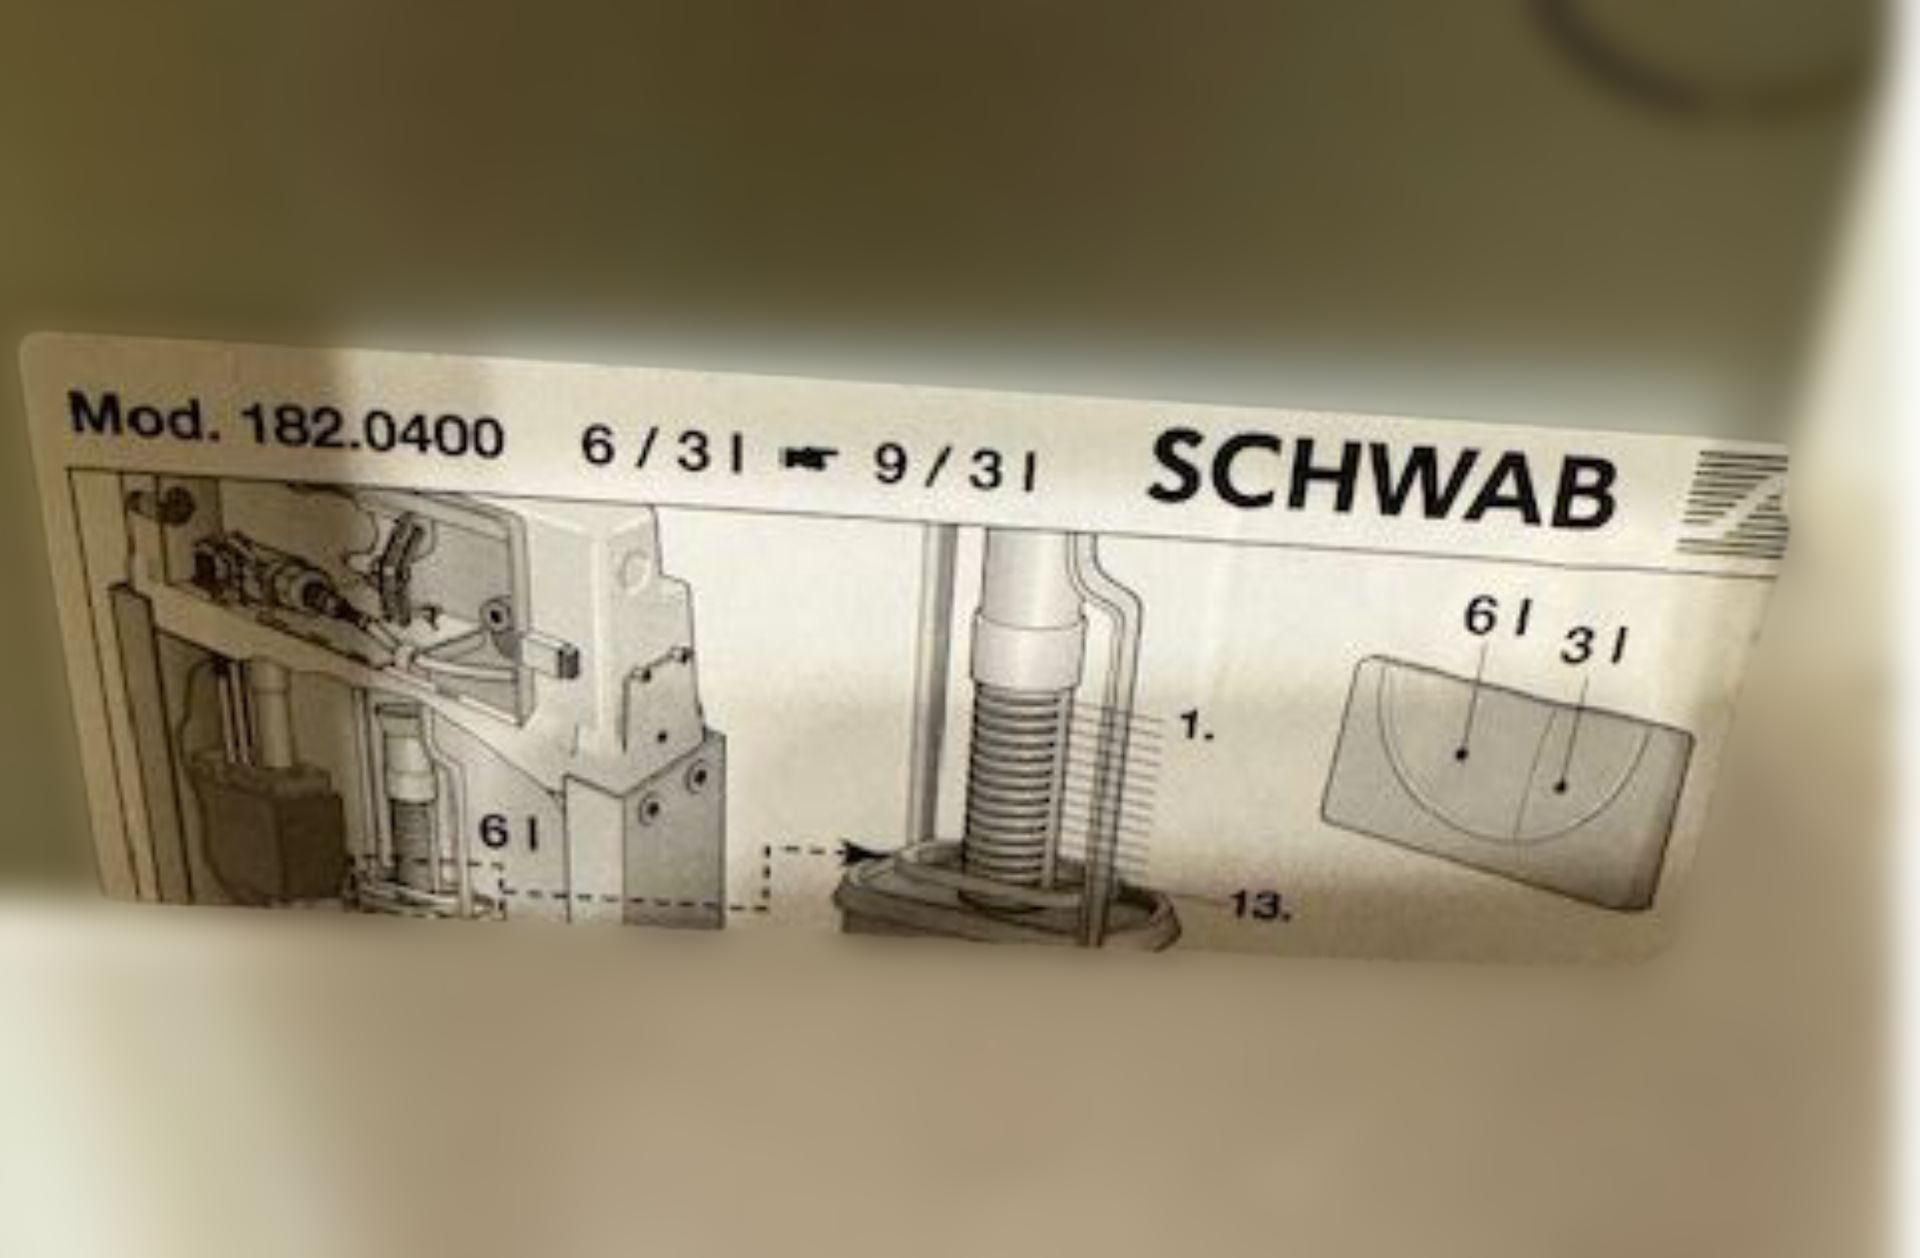 Mod. 182.0400 6 / 3 l ☛ 9 / 3 l SCHWAB
6 l 3 l
1.
6 l
13.